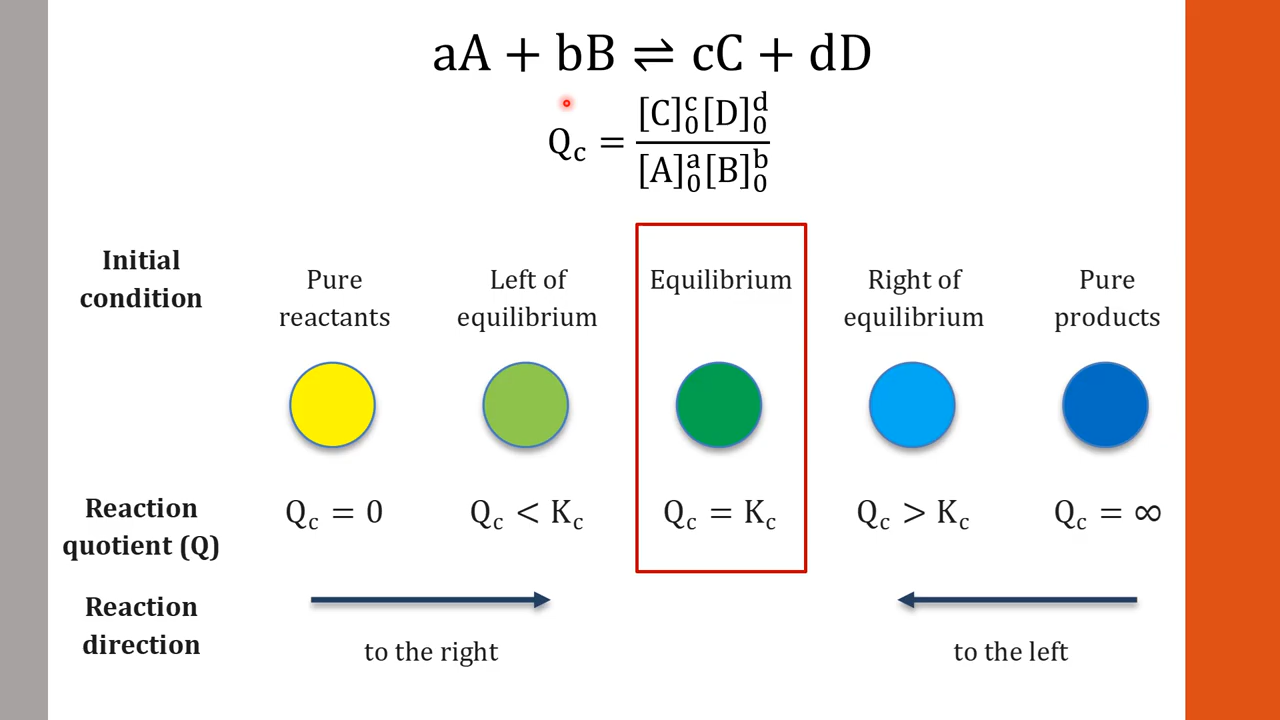 aA + bB ⇌ cC + dD
Q_c = [C]_0^c [D]_0^d / [A]_0^a [B]_0^b
Initial
condition
Pure
reactants
Left of
equilibrium
Equilibrium
Right of
equilibrium
Pure
products
Reaction
quotient (Q)
Q_c = 0
Q_c < K_c
Q_c = K_c
Q_c > K_c
Q_c = ∞
Reaction
direction
to the right
to the left